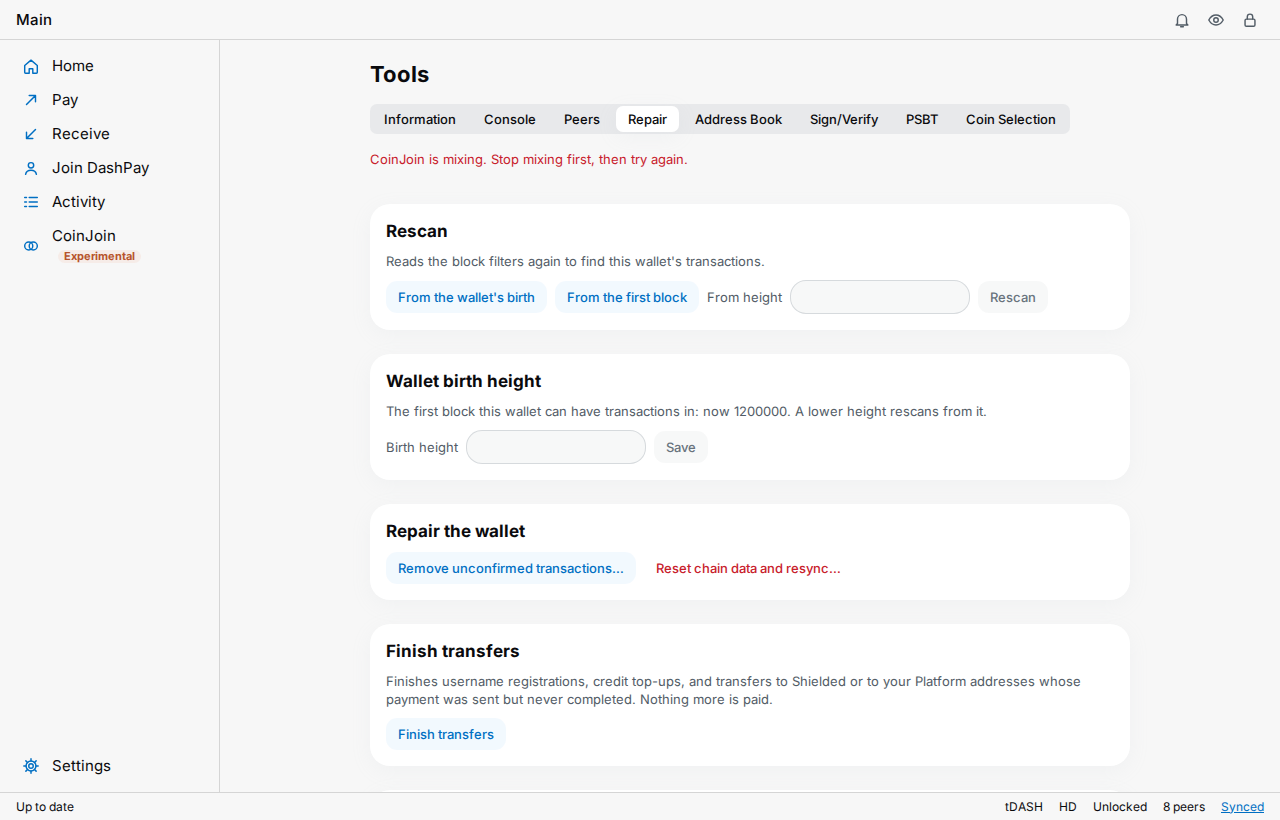 Main
Home
Pay
Receive
Join DashPay
Activity
CoinJoin
Experimental
Settings
Tools
Information Console Peers Repair Address Book Sign/Verify PSBT Coin Selection
CoinJoin is mixing. Stop mixing first, then try again.
Rescan
Reads the block filters again to find this wallet's transactions.
From the wallet's birth From the first block From height Rescan
Wallet birth height
The first block this wallet can have transactions in: now 1200000. A lower height rescans from it.
Birth height Save
Repair the wallet
Remove unconfirmed transactions... Reset chain data and resync...
Finish transfers
Finishes username registrations, credit top-ups, and transfers to Shielded or to your Platform addresses whose
payment was sent but never completed. Nothing more is paid.
Finish transfers
Up to date tDASH HD Unlocked 8 peers Synced